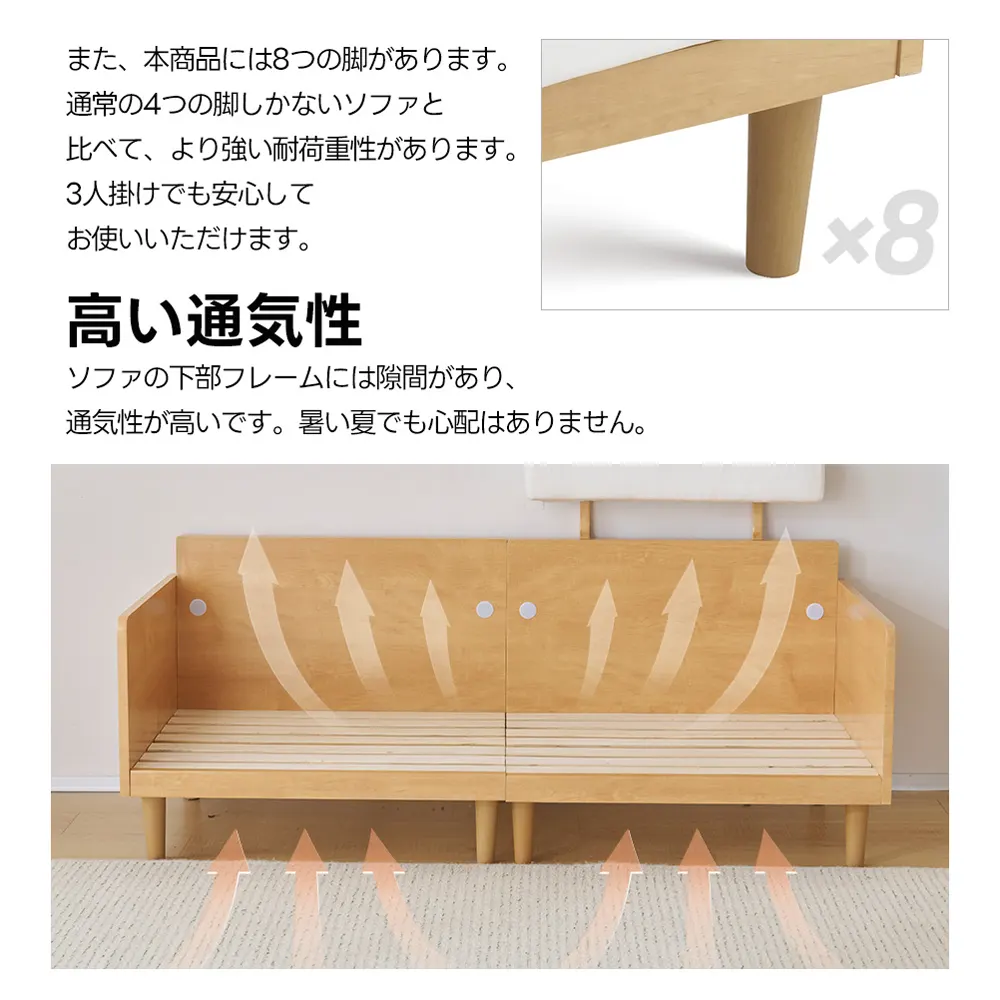 また、本商品には8つの脚があります。
通常の4つの脚しかないソファと
比べて、より強い耐荷重性があります。
3人掛けでも安心して
お使いいただけます。
×8
高い通気性
ソファの下部フレームには隙間があり、
通気性が高いです。暑い夏でも心配はありません。